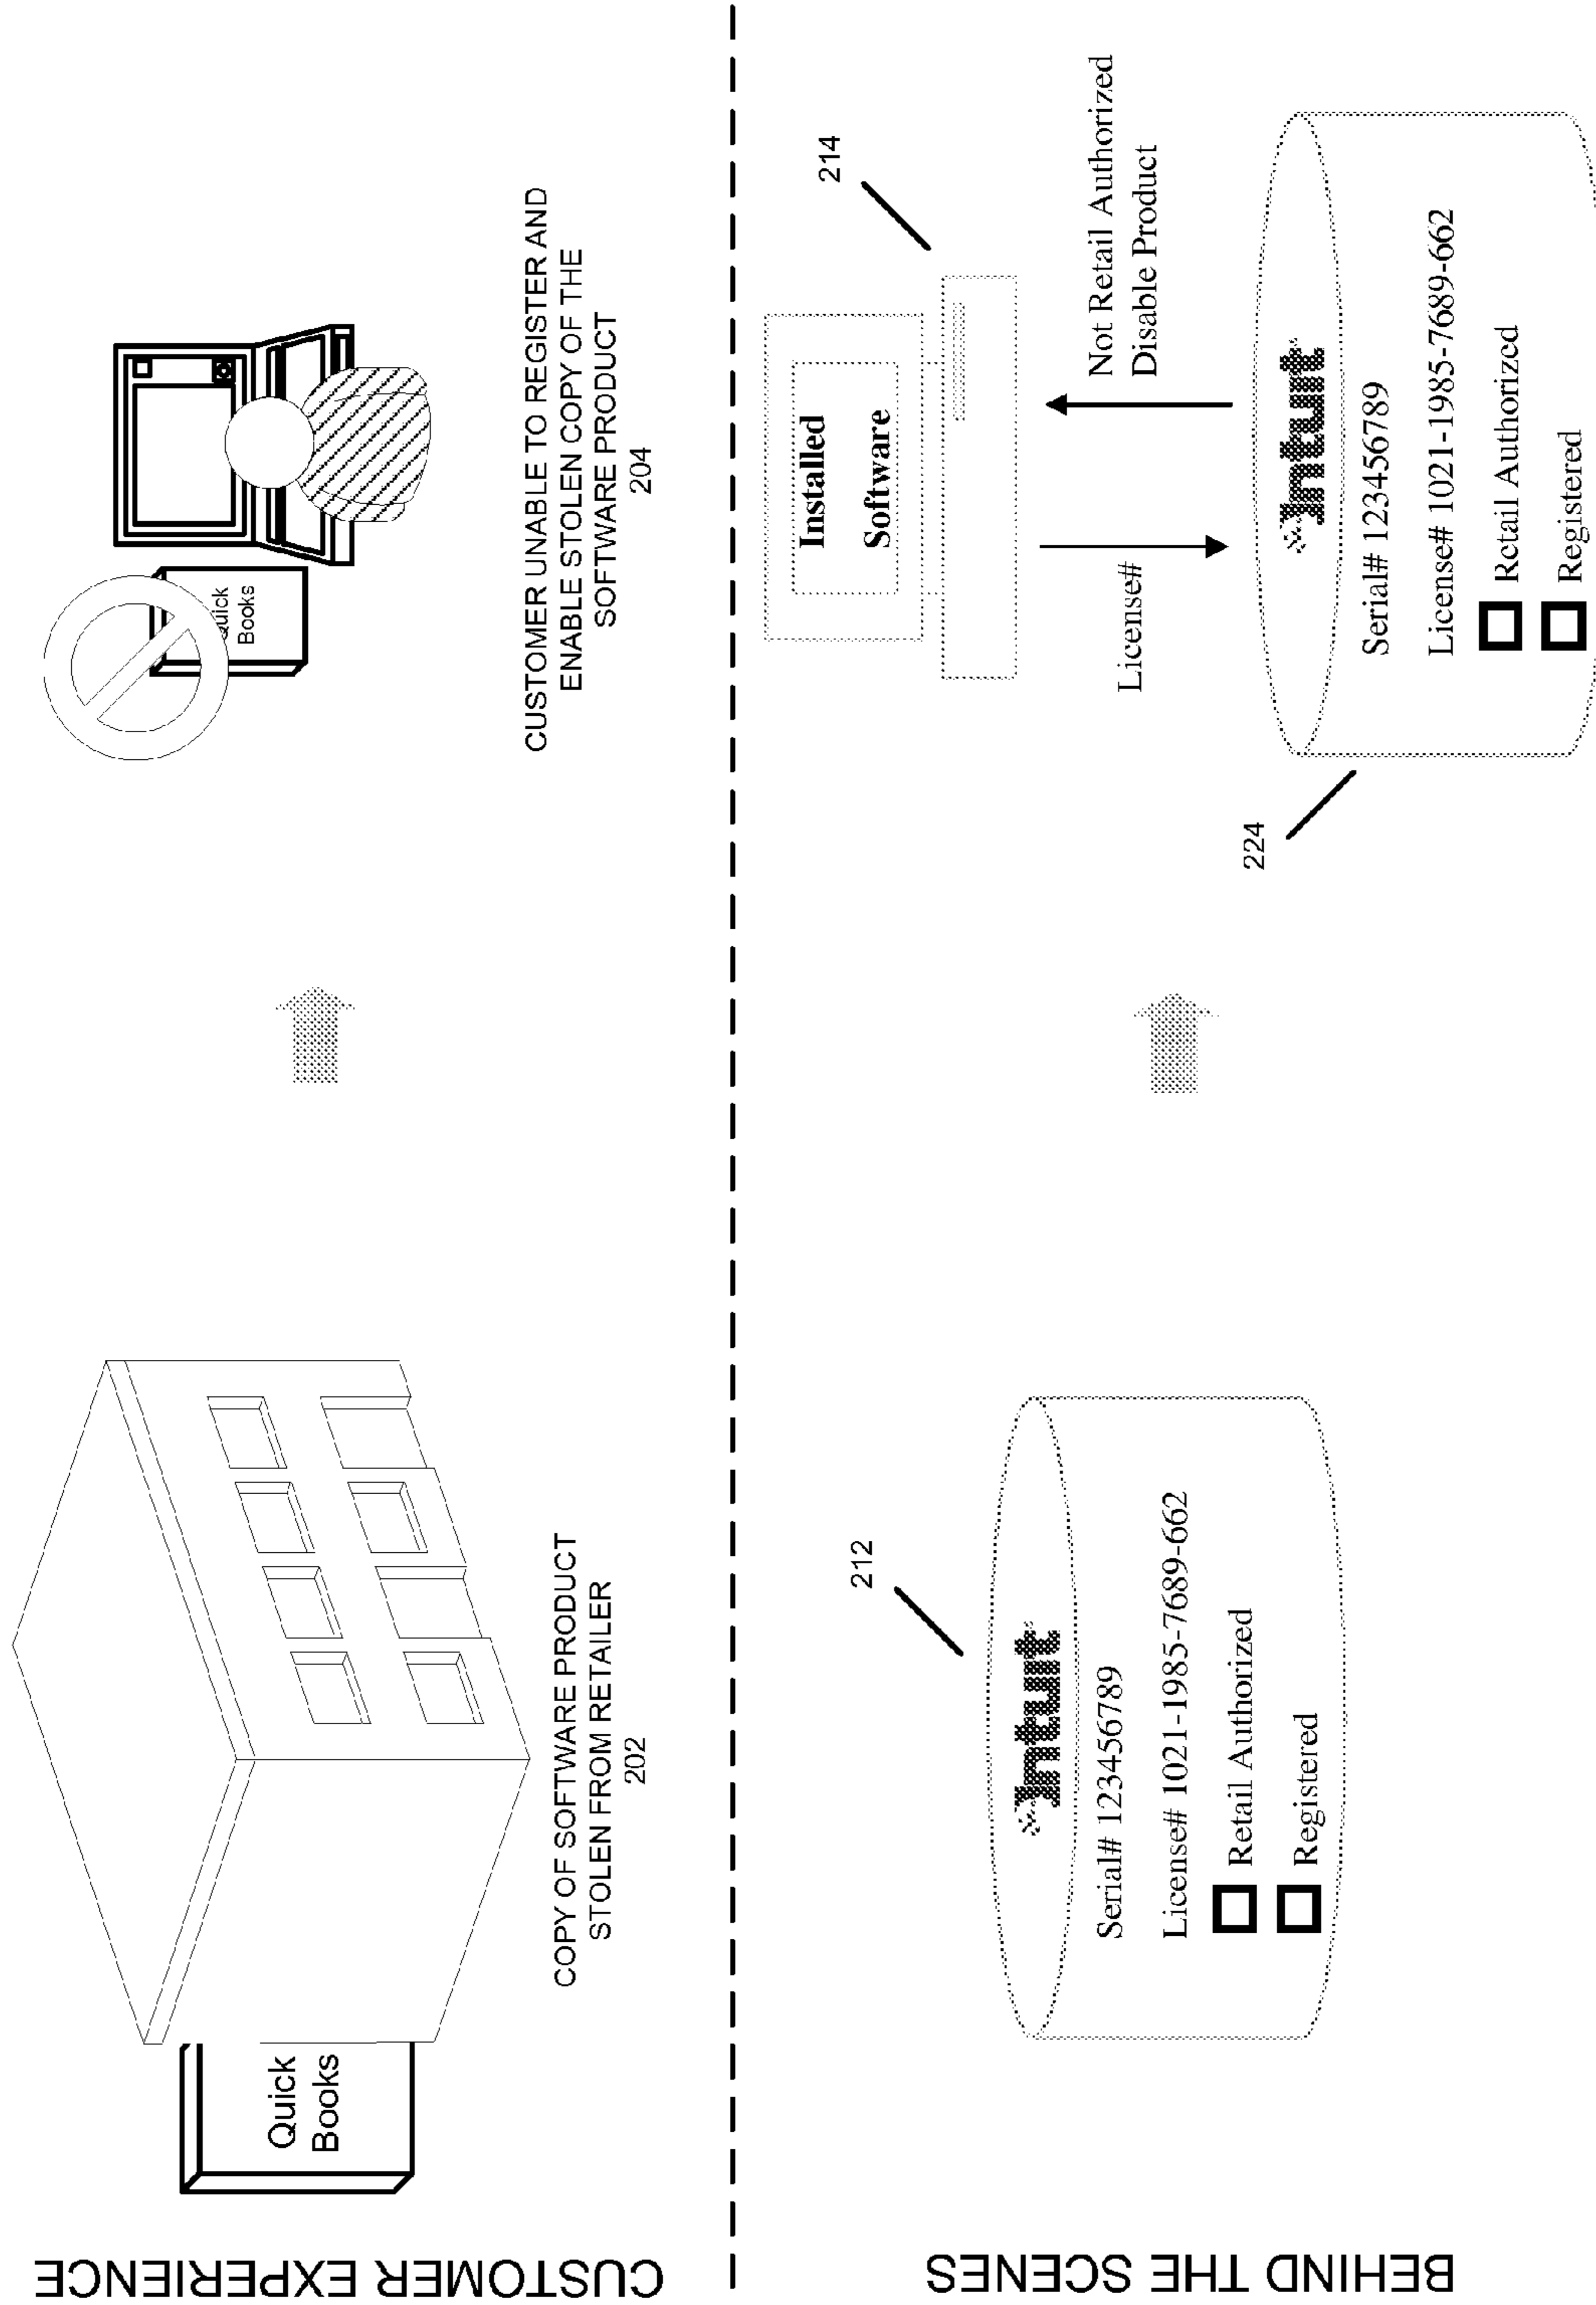 CUSTOMER EXPERIENCE
Quick
Books
COPY OF SOFTWARE PRODUCT
STOLEN FROM RETAILER
202
Quick
Books
CUSTOMER UNABLE TO REGISTER AND
ENABLE STOLEN COPY OF THE
SOFTWARE PRODUCT
204
BEHIND THE SCENES
212
Intuit
Serial# 123456789
License# 1021-1985-7689-662
Retail Authorized
Registered
214
Installed
Software
License#
Not Retail Authorized
Disable Product
224
Intuit
Serial# 123456789
License# 1021-1985-7689-662
Retail Authorized
Registered